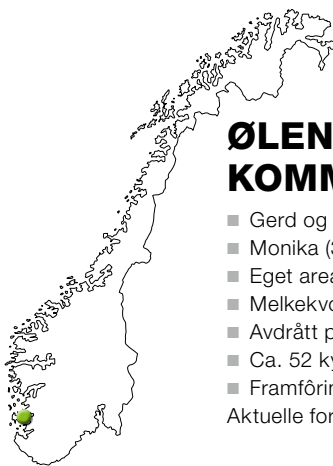 ØLEN
KOMM
Gerd og
Monika (3
Eget area
Melkekvo
Avdrått p
Ca. 52 ky
Framfôrin
Aktuelle for